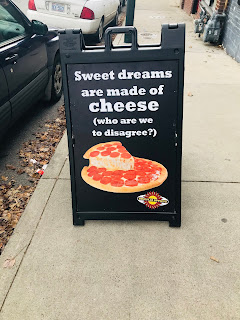 Sweet dreams
are made of
cheese
(who are we
to disagree?)